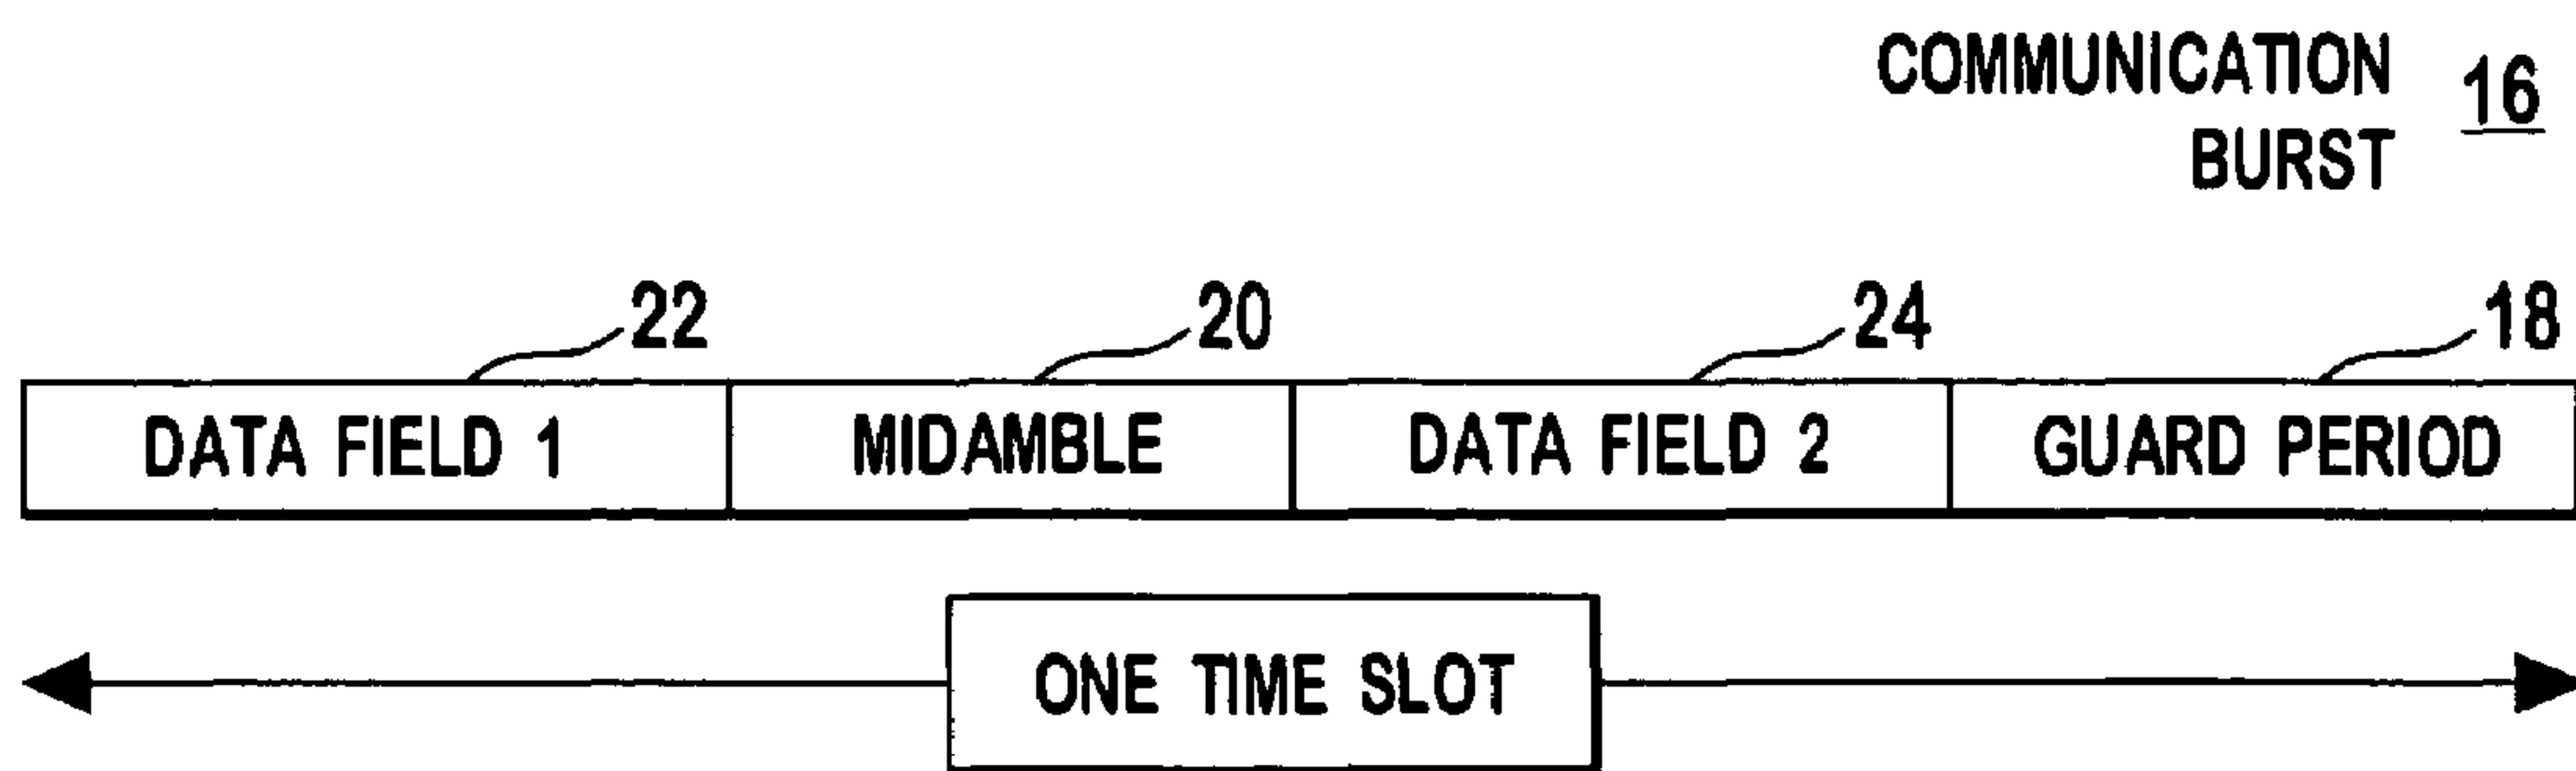 COMMUNICATION 16
BURST
22 20 24 18
DATA FIELD 1 MIDAMBLE DATA FIELD 2 GUARD PERIOD
ONE TIME SLOT